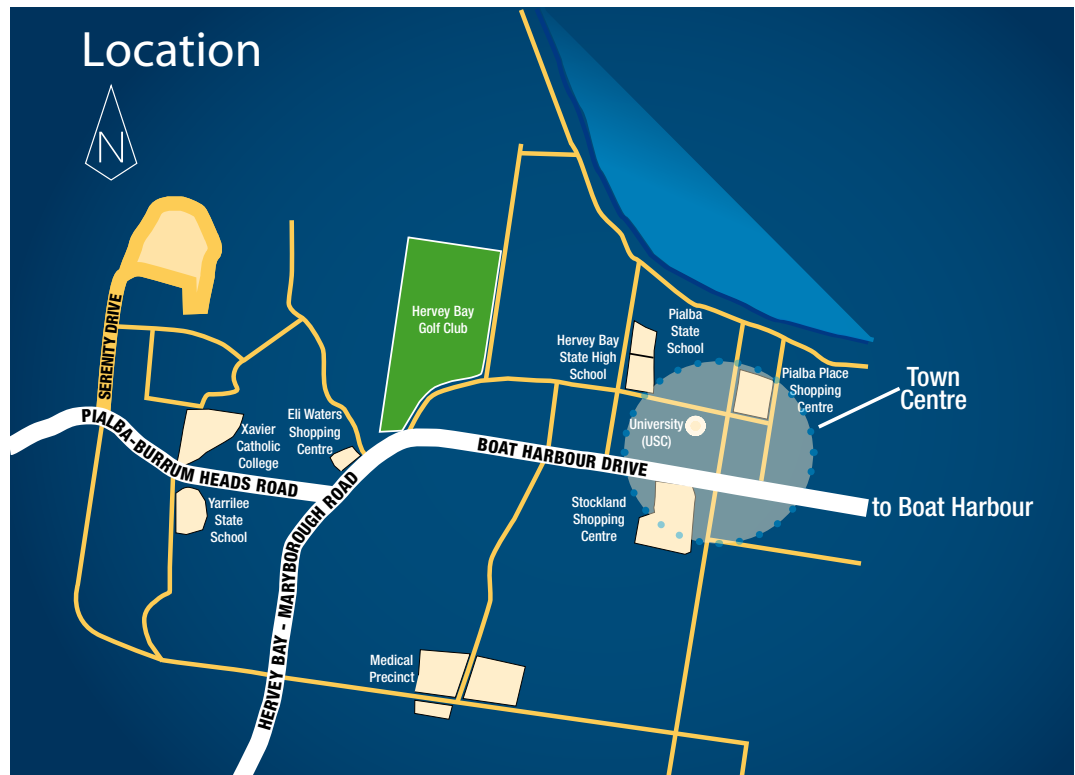 Location
N
SERENITY DRIVE
Hervey Bay
Golf Club
Pialba
State
School
Hervey Bay
State High
School
Pialba Place
Shopping
Centre
Town
Centre
PIALBA-BURRUM HEADS ROAD
Xavier
Catholic
College
Eli Waters
Shopping
Centre
University
(USC)
BOAT HARBOUR DRIVE
to Boat Harbour
Yarrilee
State
School
Stockland
Shopping
Centre
HERVEY BAY - MARYBOROUGH ROAD
Medical
Precinct